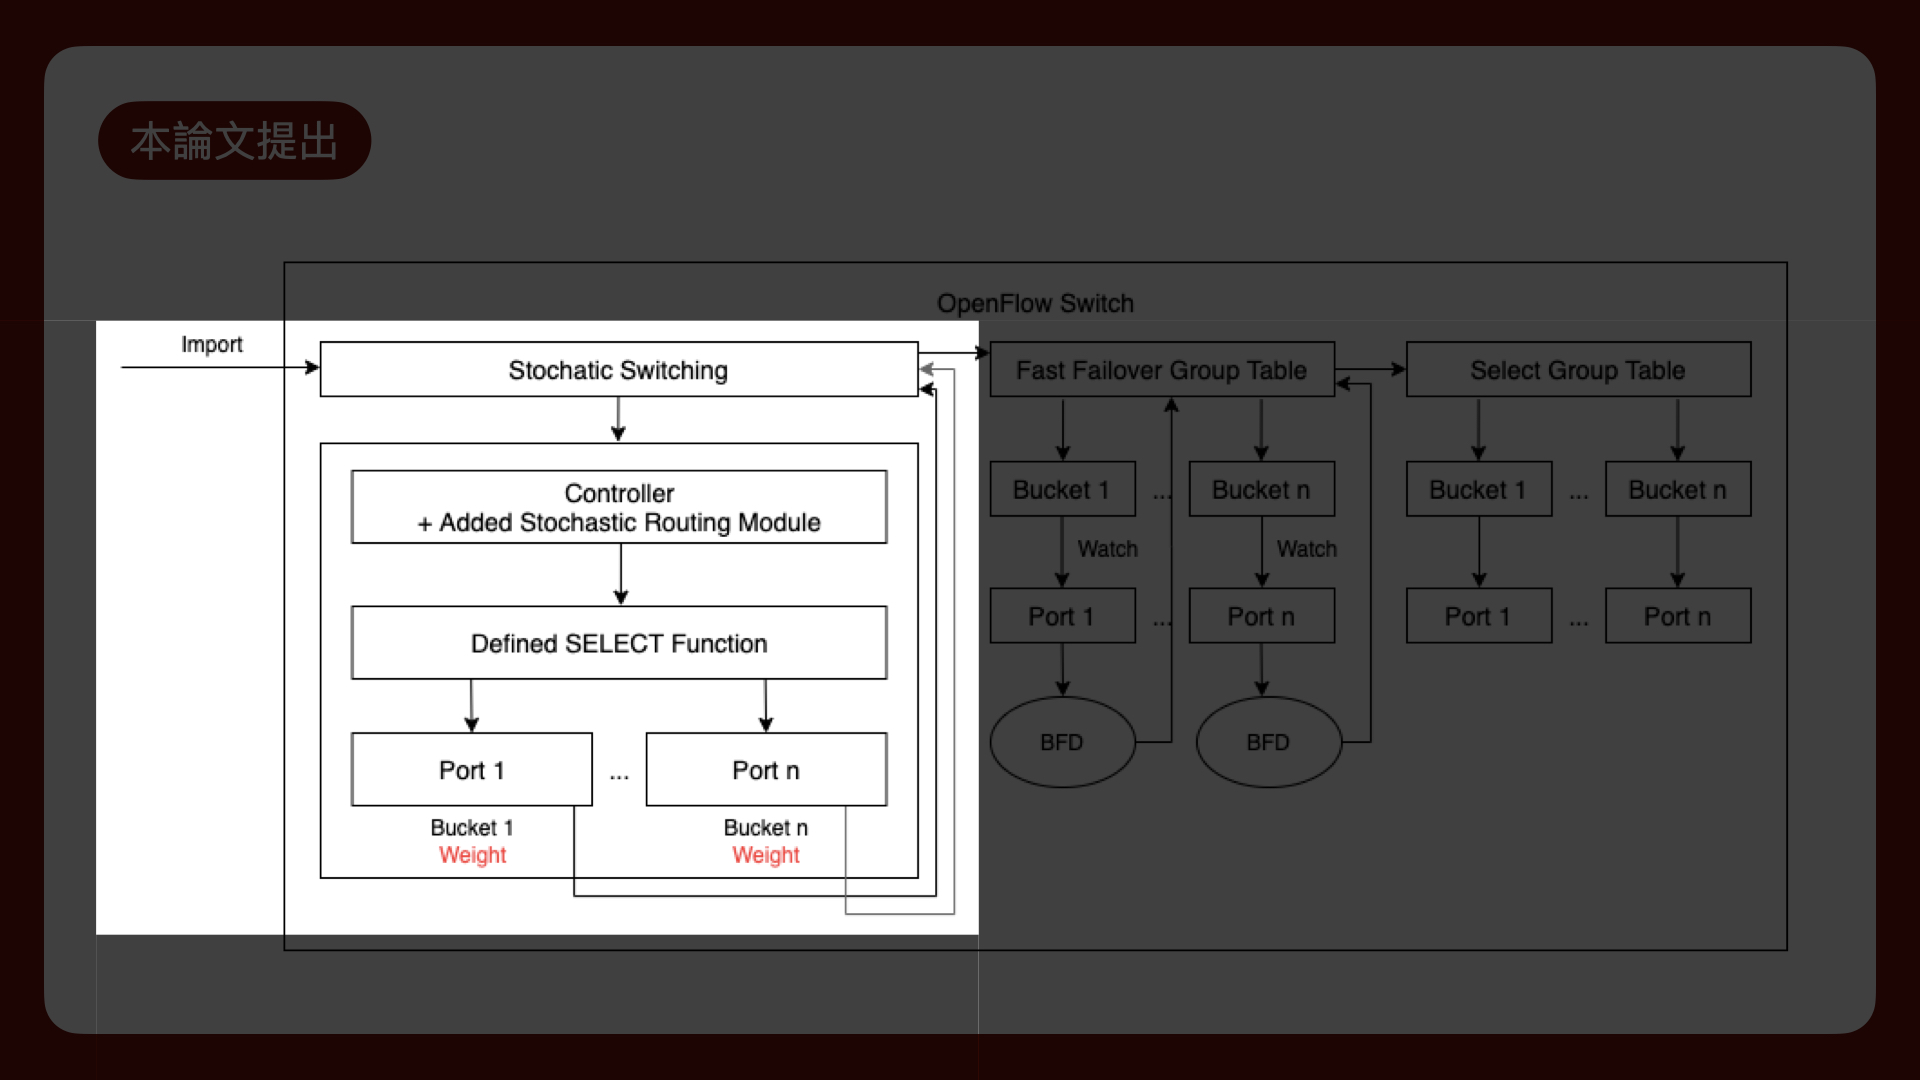 本論文提出
OpenFlow Switch
Import
Stochatic Switching
Fast Failover Group Table
Select Group Table
Controller
+ Added Stochastic Routing Module
Bucket 1
...
Bucket n
Bucket 1
...
Bucket n
Watch
Watch
Defined SELECT Function
Port 1
...
Port n
Port 1
...
Port n
BFD
BFD
Port 1
...
Port n
Bucket 1
Weight
Bucket n
Weight